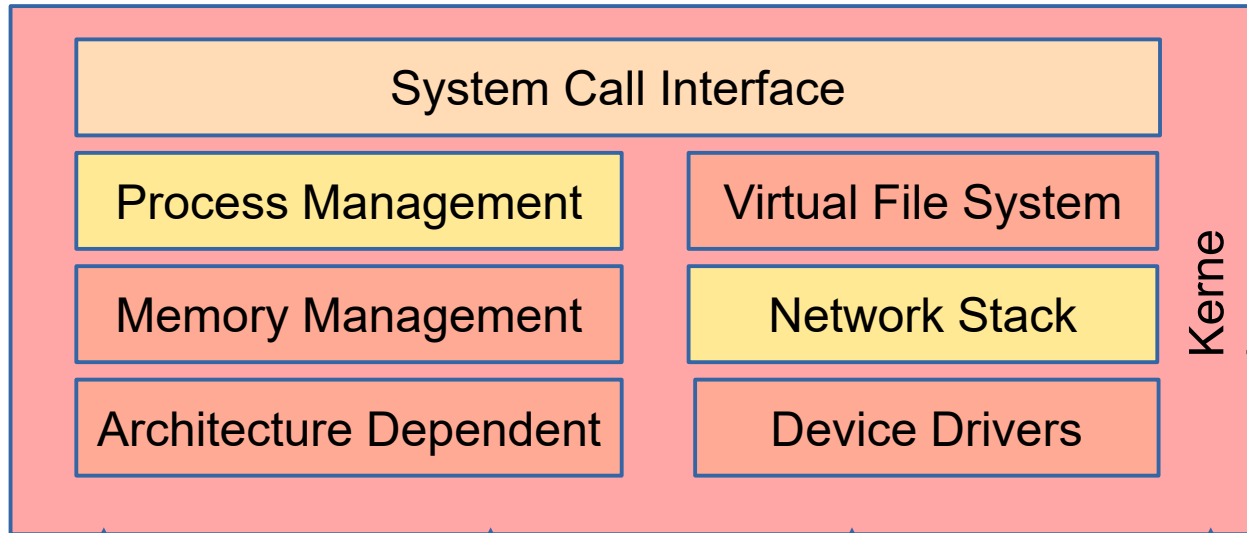 System Call Interface
Process Management
Virtual File System
Memory Management
Network Stack
Architecture Dependent
Device Drivers
Kerne